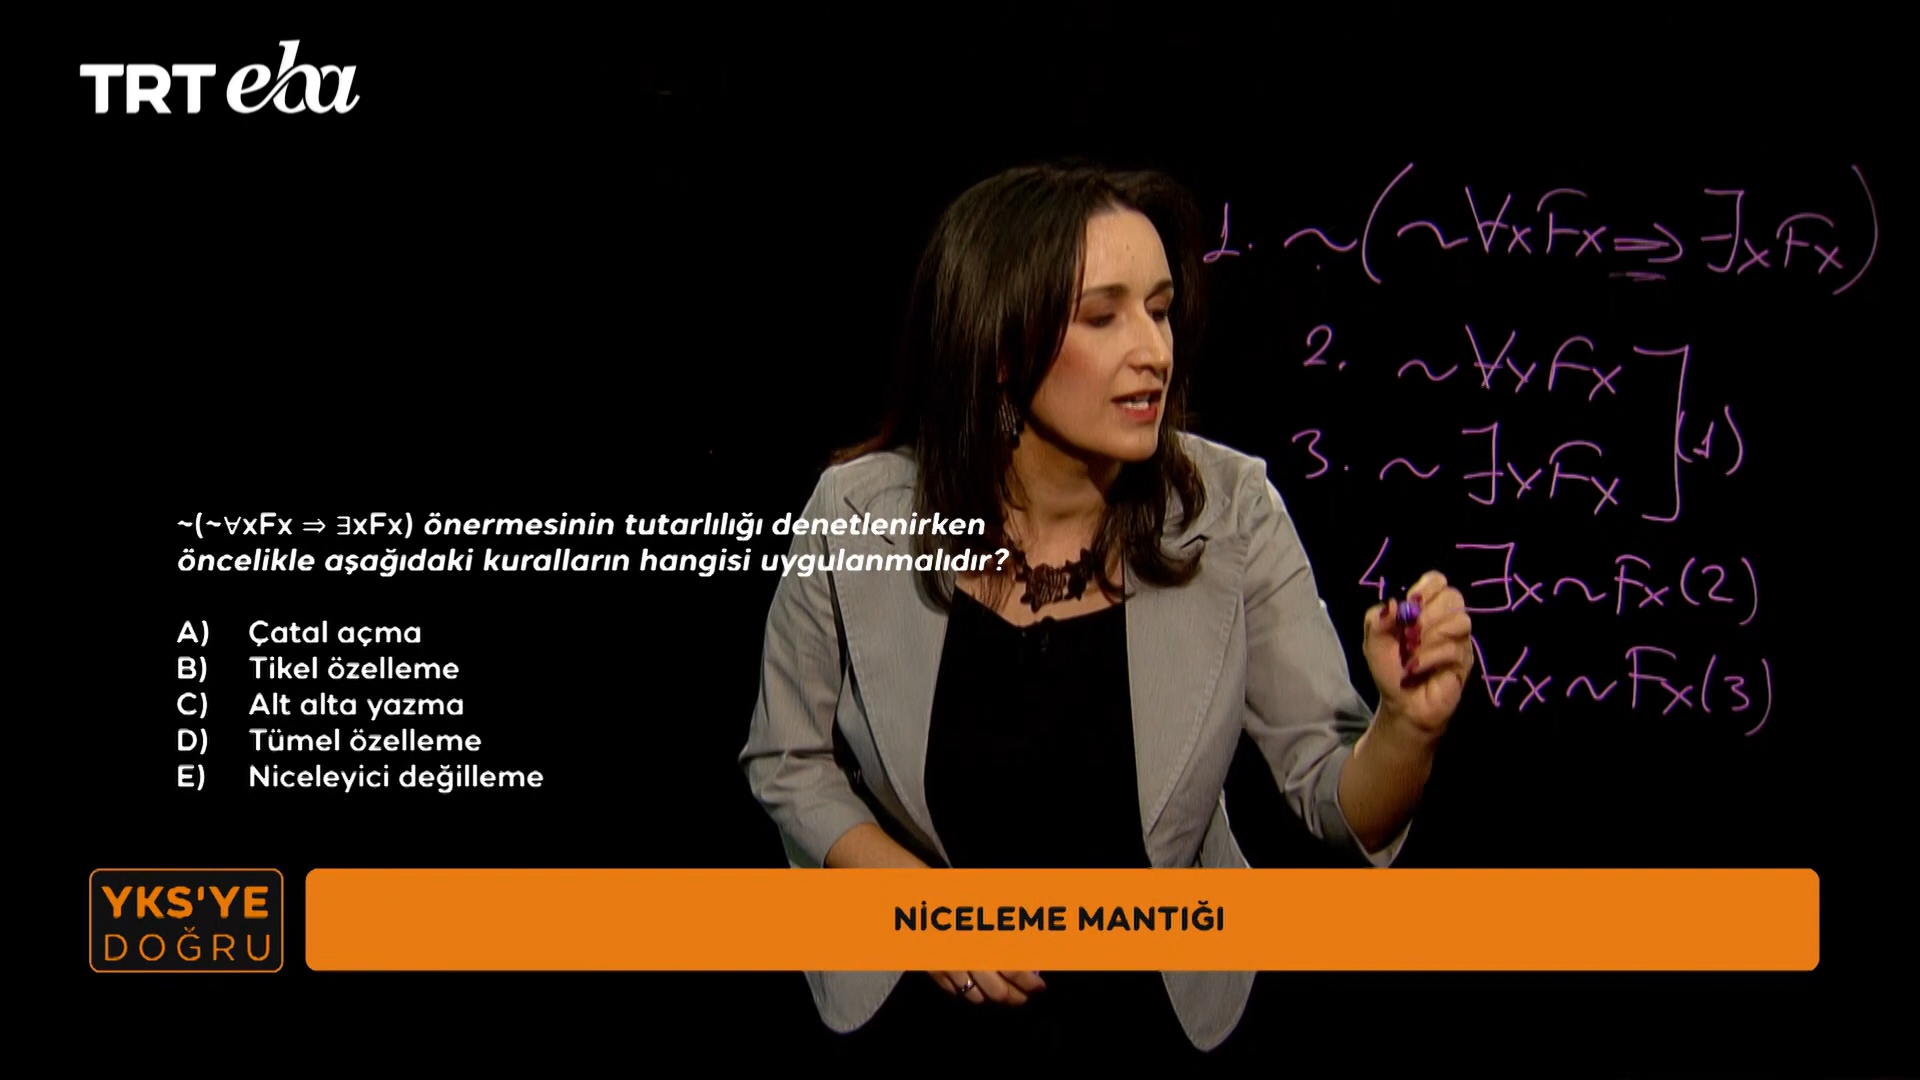 TRT eba
1. ~(~∀xFx ⇒ ∃xFx)
2. ~∀xFx
3. ~∃xFx
(1)
4. ∃x~Fx (2)
∀x~Fx (3)
~(~∀xFx ⇒ ∃xFx) önermesinin tutarlılığı denetlenirken
öncelikle aşağıdaki kuralların hangisi uygulanmalıdır?
A) Çatal açma
B) Tikel özelleme
C) Alt alta yazma
D) Tümel özelleme
E) Niceleyici değilleme
YKS'YE
DOĞRU
NİCELEME MANTIĞI